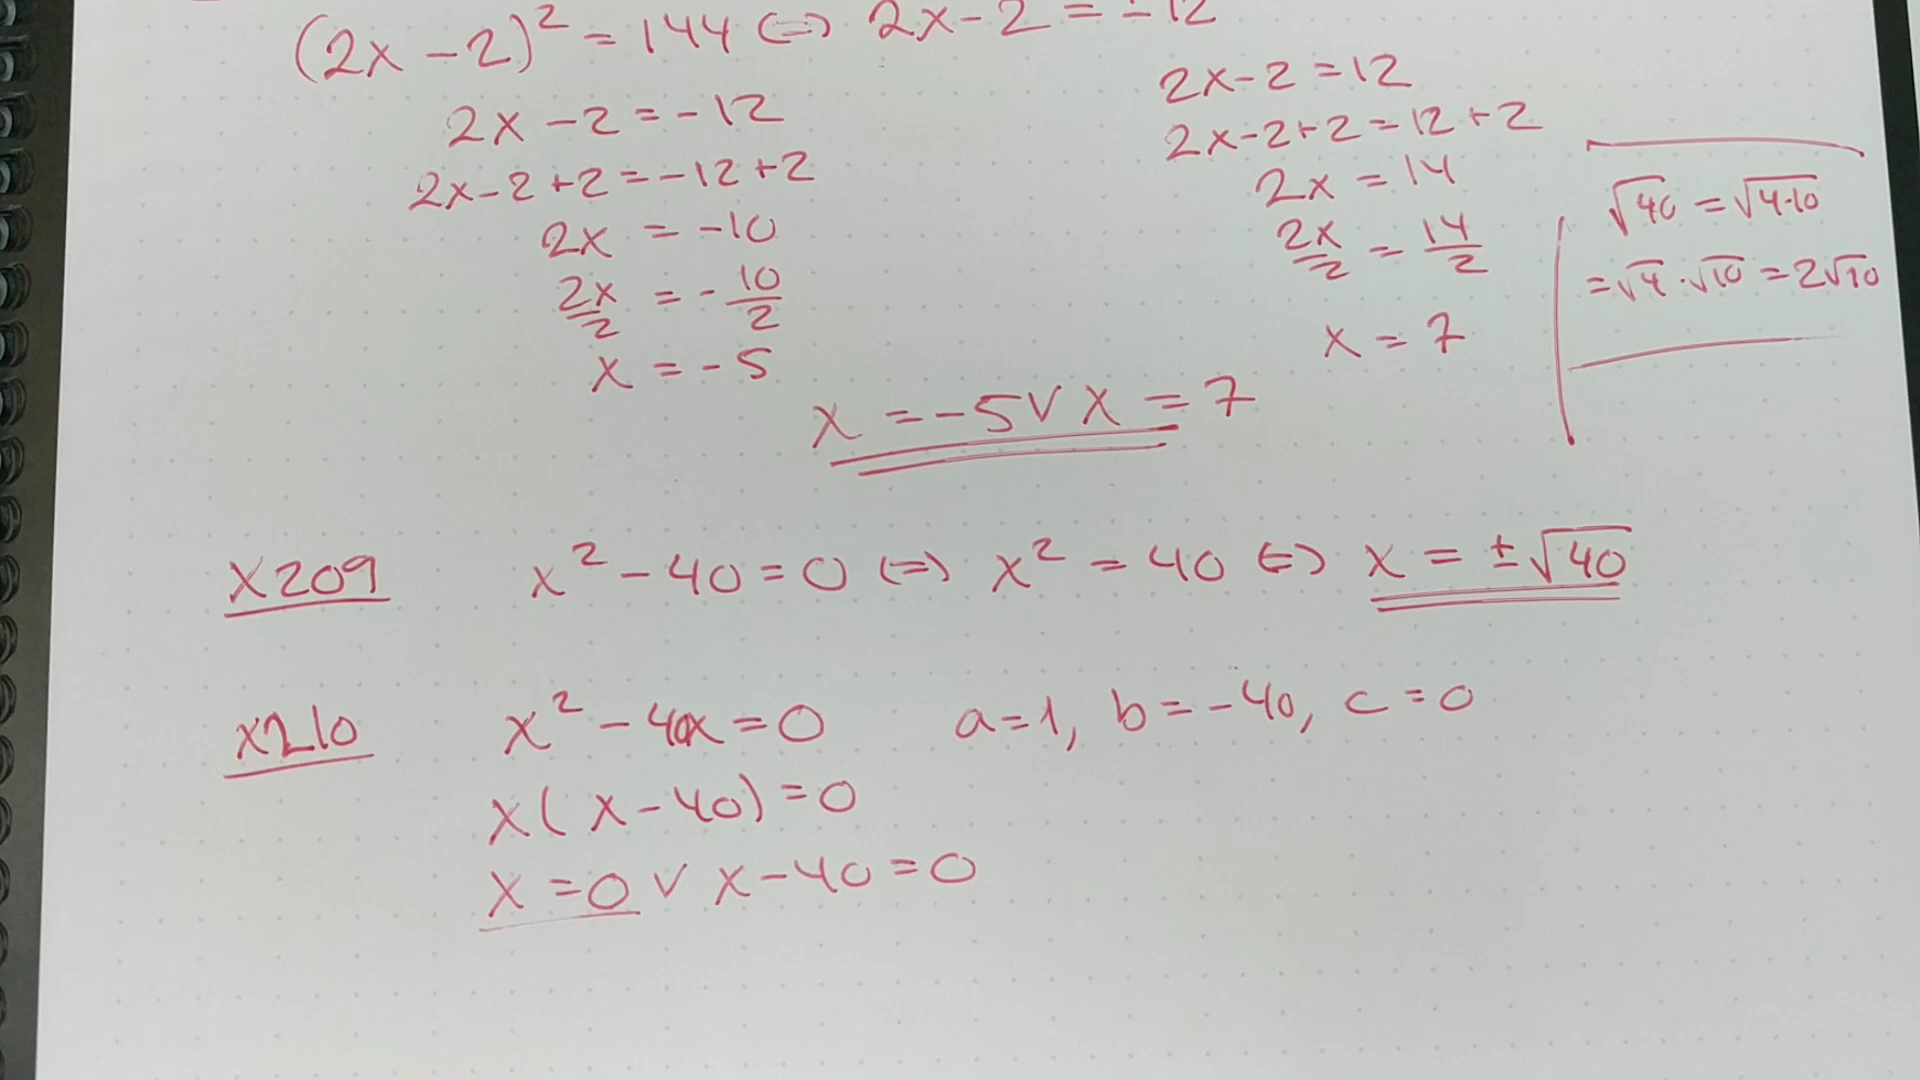 (2x-2)² = 144 ⇔ 2x-2 = ±12
2x-2 = -12
2x-2+2 = -12+2
2x = -10
2x/2 = -10/2
x = -5
2x-2 = 12
2x-2+2 = 12+2
2x = 14
2x/2 = 14/2
x = 7
√40 = √4·10
= √4 · √10 = 2√10
x = -5 ∨ x = 7
x209 x² - 40 = 0 ⇔ x² = 40 ⇔ x = ±√40
x210 x² - 40x = 0 a=1, b=-40, c=0
x(x-40) = 0
x = 0 ∨ x-40 = 0